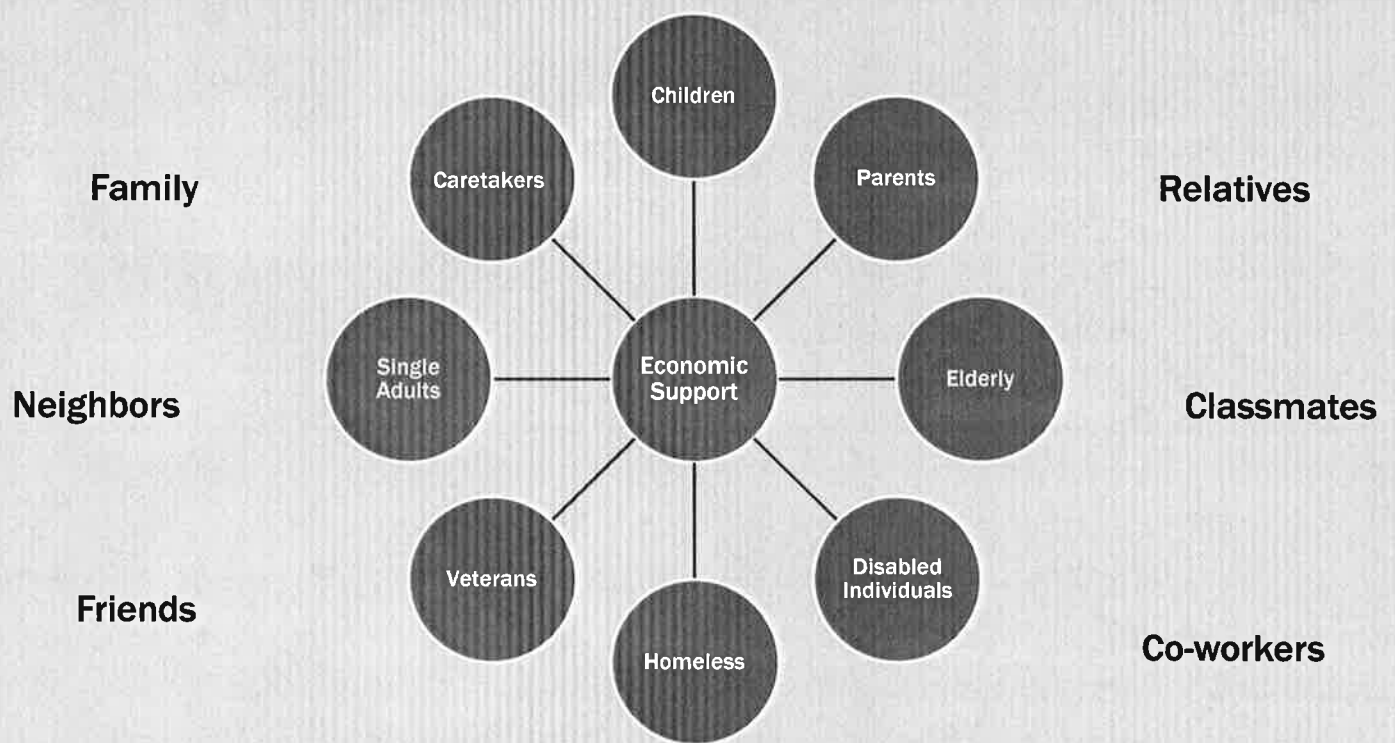 Children
Caretakers
Parents
Family
Relatives
Single
Adults
Economic
Support
Elderly
Neighbors
Classmates
Veterans
Disabled
Individuals
Friends
Homeless
Co-workers